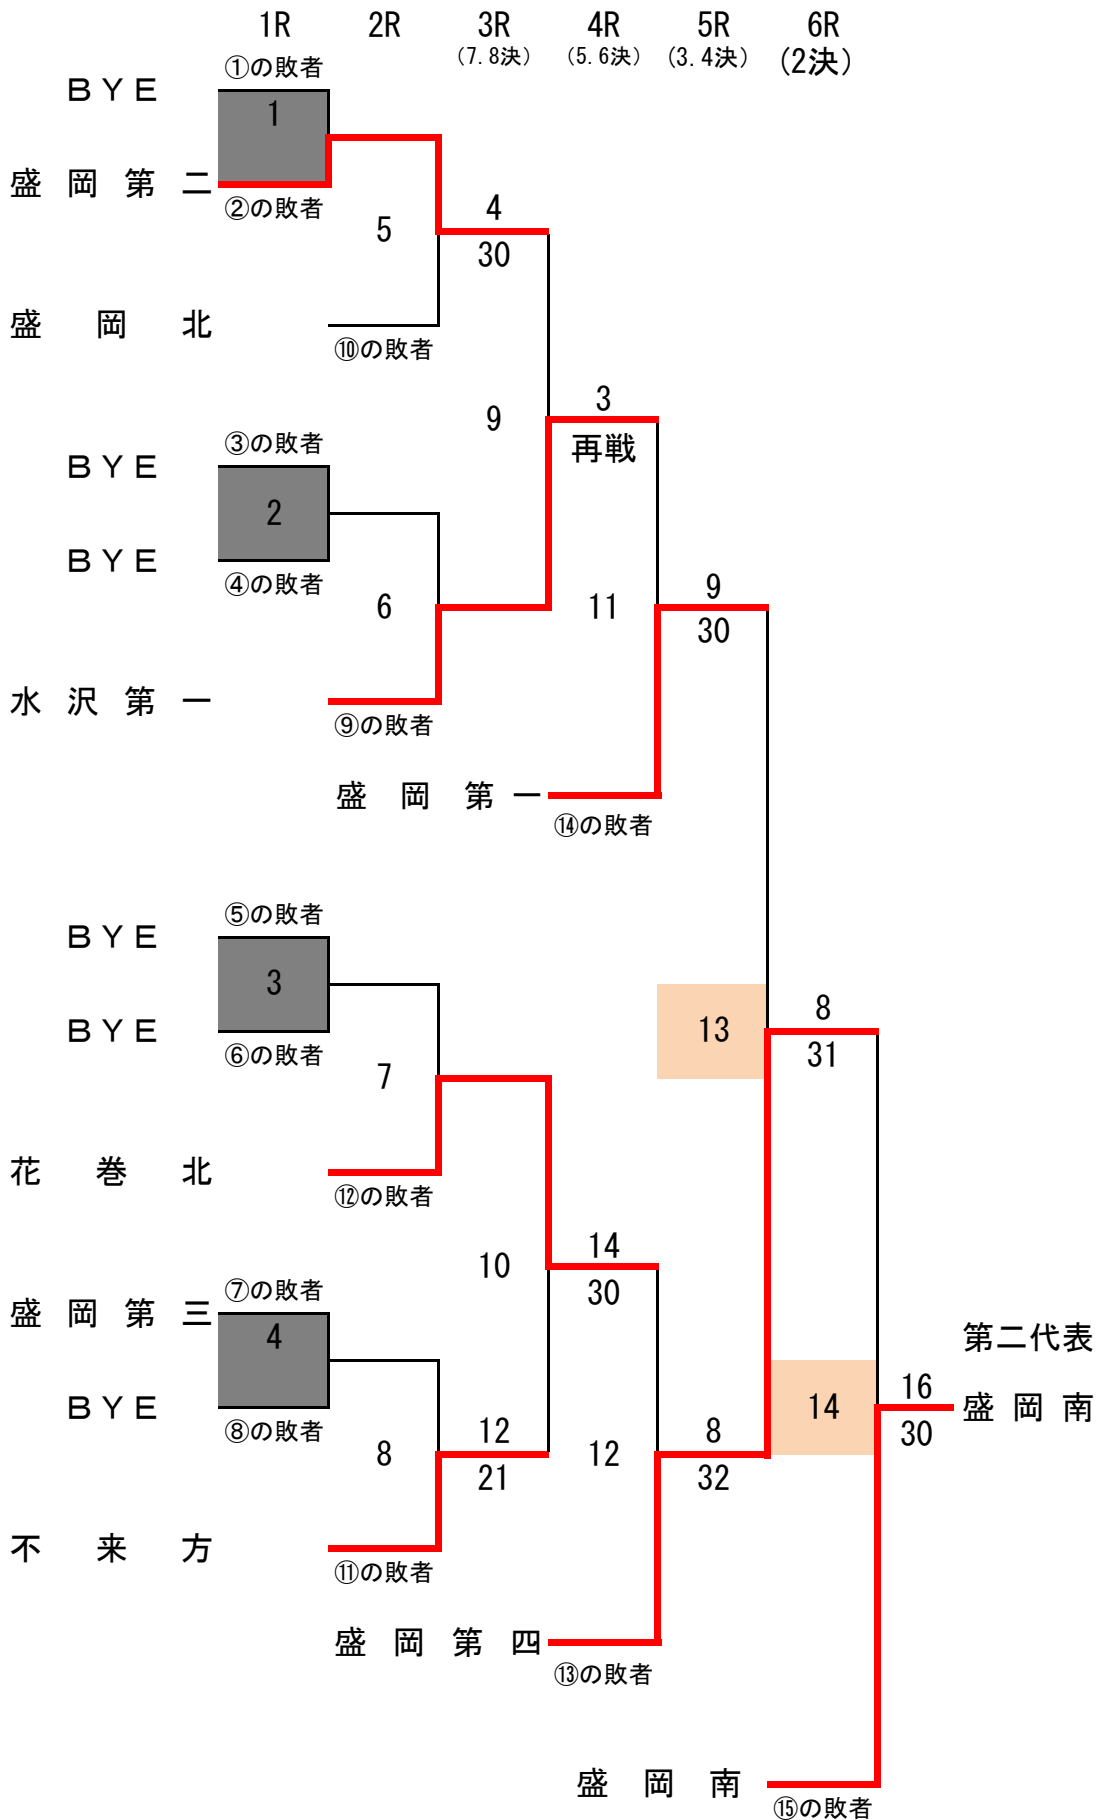 1R 2R 3R 4R 5R 6R
(7.8決) (5.6決) (3.4決) (2決)
①の敗者
BYE
1
盛岡第二
②の敗者
4
5
30
盛岡北
⑩の敗者
3
9
③の敗者
再戦
BYE
2
BYE
④の敗者
9
6
11
30
水沢第一
⑨の敗者
盛岡第一
⑭の敗者
⑤の敗者
BYE
3
8
BYE
13
⑥の敗者
31
7
花巻北
⑫の敗者
14
10
⑦の敗者
30
盛岡第三
4
第二代表
16
BYE
14
盛岡南
⑧の敗者
12
8
30
8
12
21
32
不来方
⑪の敗者
盛岡第四
⑬の敗者
盛岡南
⑮の敗者